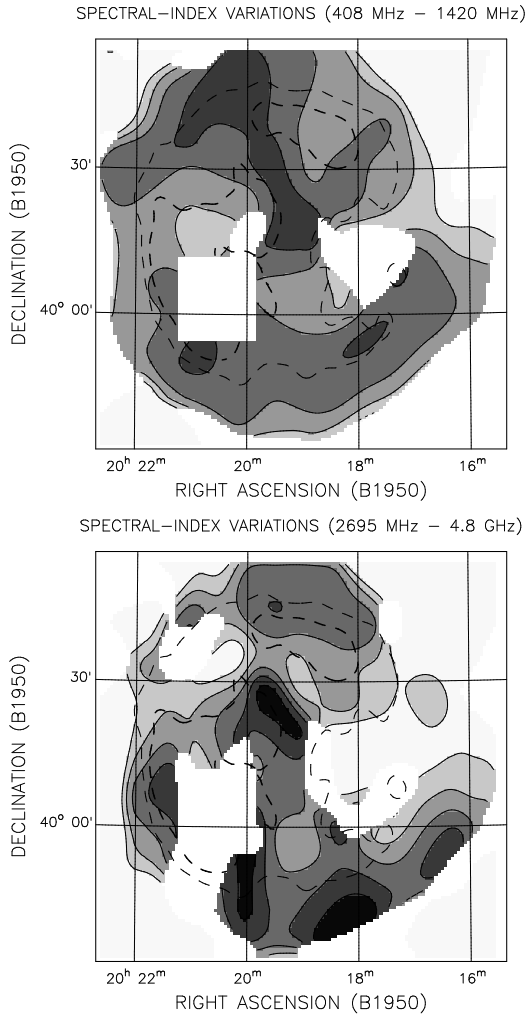 SPECTRAL-INDEX VARIATIONS (408 MHz - 1420 MHz)
DECLINATION (B1950)
30'
40° 00'
20ʰ 22ᵐ 20ᵐ 18ᵐ 16ᵐ
RIGHT ASCENSION (B1950)
SPECTRAL-INDEX VARIATIONS (2695 MHz - 4.8 GHz)
DECLINATION (B1950)
30'
40° 00'
20ʰ 22ᵐ 20ᵐ 18ᵐ 16ᵐ
RIGHT ASCENSION (B1950)